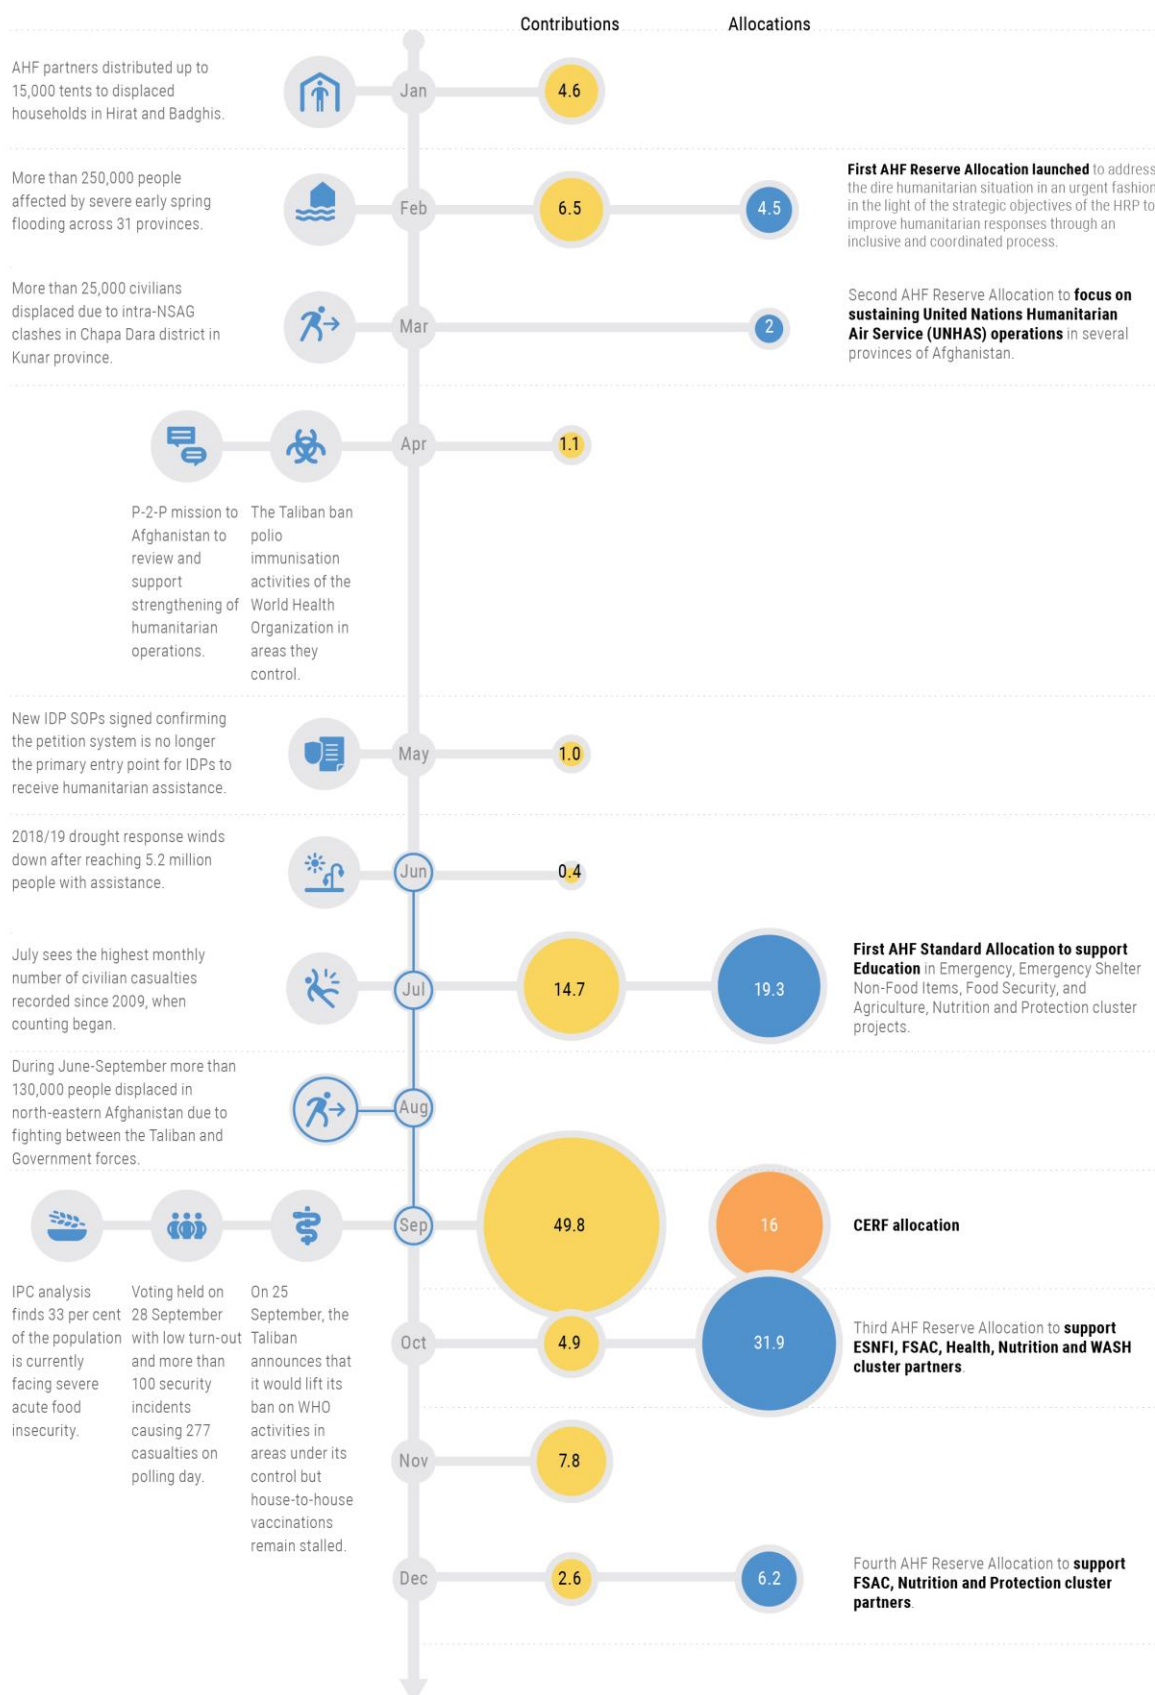 Contributions
Allocations
AHF partners distributed up to
15,000 tents to displaced
households in Hirat and Badghis.
Jan
4.6
More than 250,000 people
affected by severe early spring
flooding across 31 provinces.
Feb
6.5
4.5
First AHF Reserve Allocation launched to address
the dire humanitarian situation in an urgent fashion
in the light of the strategic objectives of the HRP to
improve humanitarian responses through an
inclusive and coordinated process.
More than 25,000 civilians
displaced due to intra-NSAG
clashes in Chapa Dara district in
Kunar province.
Mar
2
Second AHF Reserve Allocation to focus on
sustaining United Nations Humanitarian
Air Service (UNHAS) operations in several
provinces of Afghanistan.
Apr
1.1
P-2-P mission to
Afghanistan to
review and
support
strengthening of
humanitarian
operations.
The Taliban ban
polio
immunisation
activities of the
World Health
Organization in
areas they
control.
New IDP SOPs signed confirming
the petition system is no longer
the primary entry point for IDPs to
receive humanitarian assistance.
May
1.0
2018/19 drought response winds
down after reaching 5.2 million
people with assistance.
Jun
0.4
July sees the highest monthly
number of civilian casualties
recorded since 2009, when
counting began.
Jul
14.7
19.3
First AHF Standard Allocation to support
Education in Emergency, Emergency Shelter
Non-Food Items, Food Security, and
Agriculture, Nutrition and Protection cluster
projects.
During June-September more than
130,000 people displaced in
north-eastern Afghanistan due to
fighting between the Taliban and
Government forces.
Aug
Sep
49.8
16
CERF allocation
IPC analysis
finds 33 per cent
of the population
is currently
facing severe
acute food
insecurity.
Voting held on
28 September
with low turn-out
and more than
100 security
incidents
causing 277
casualties on
polling day.
On 25
September, the
Taliban
announces that
it would lift its
ban on WHO
activities in
areas under its
control but
house-to-house
vaccinations
remain stalled.
Oct
4.9
31.9
Third AHF Reserve Allocation to support
ESNFI, FSAC, Health, Nutrition and WASH
cluster partners.
Nov
7.8
Dec
2.6
6.2
Fourth AHF Reserve Allocation to support
FSAC, Nutrition and Protection cluster
partners.